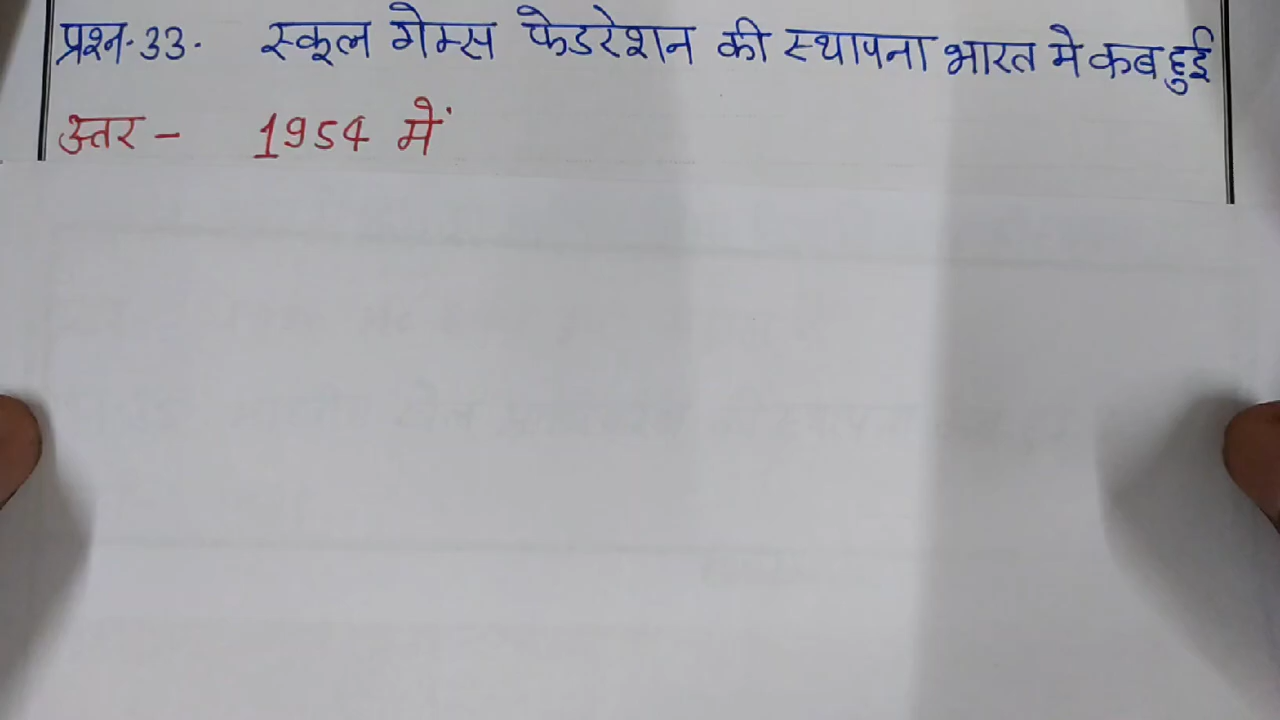 प्रश्न-33- स्कूल गेम्स फेडरेशन की स्थापना भारत मे कब हुई
उत्तर - 1954 में